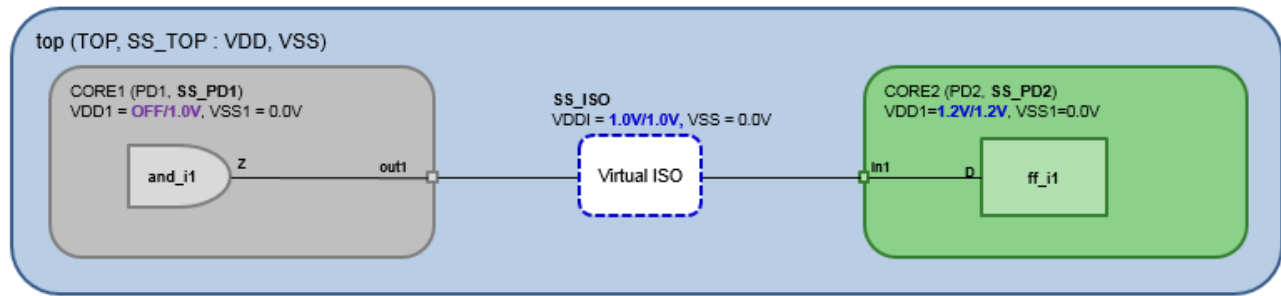 top (TOP, SS_TOP : VDD, VSS)
CORE1 (PD1, SS_PD1)
VDD1 = OFF/1.0V, VSS1 = 0.0V
and_i1
Z
out1
SS_ISO
VDDI = 1.0V/1.0V, VSS = 0.0V
Virtual ISO
CORE2 (PD2, SS_PD2)
VDD1=1.2V/1.2V, VSS1=0.0V
In1
D
ff_i1